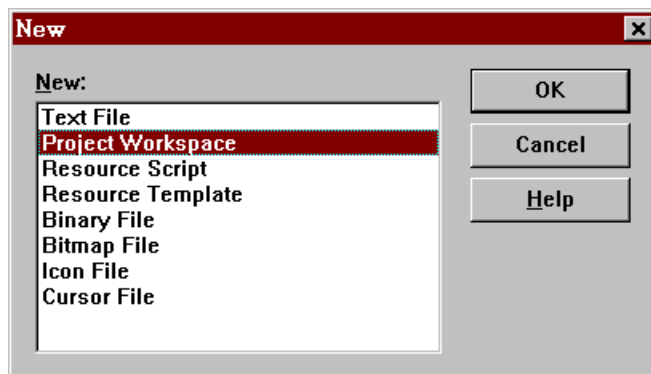 New
New:
Text File
Project Workspace
Resource Script
Resource Template
Binary File
Bitmap File
Icon File
Cursor File
OK
Cancel
Help